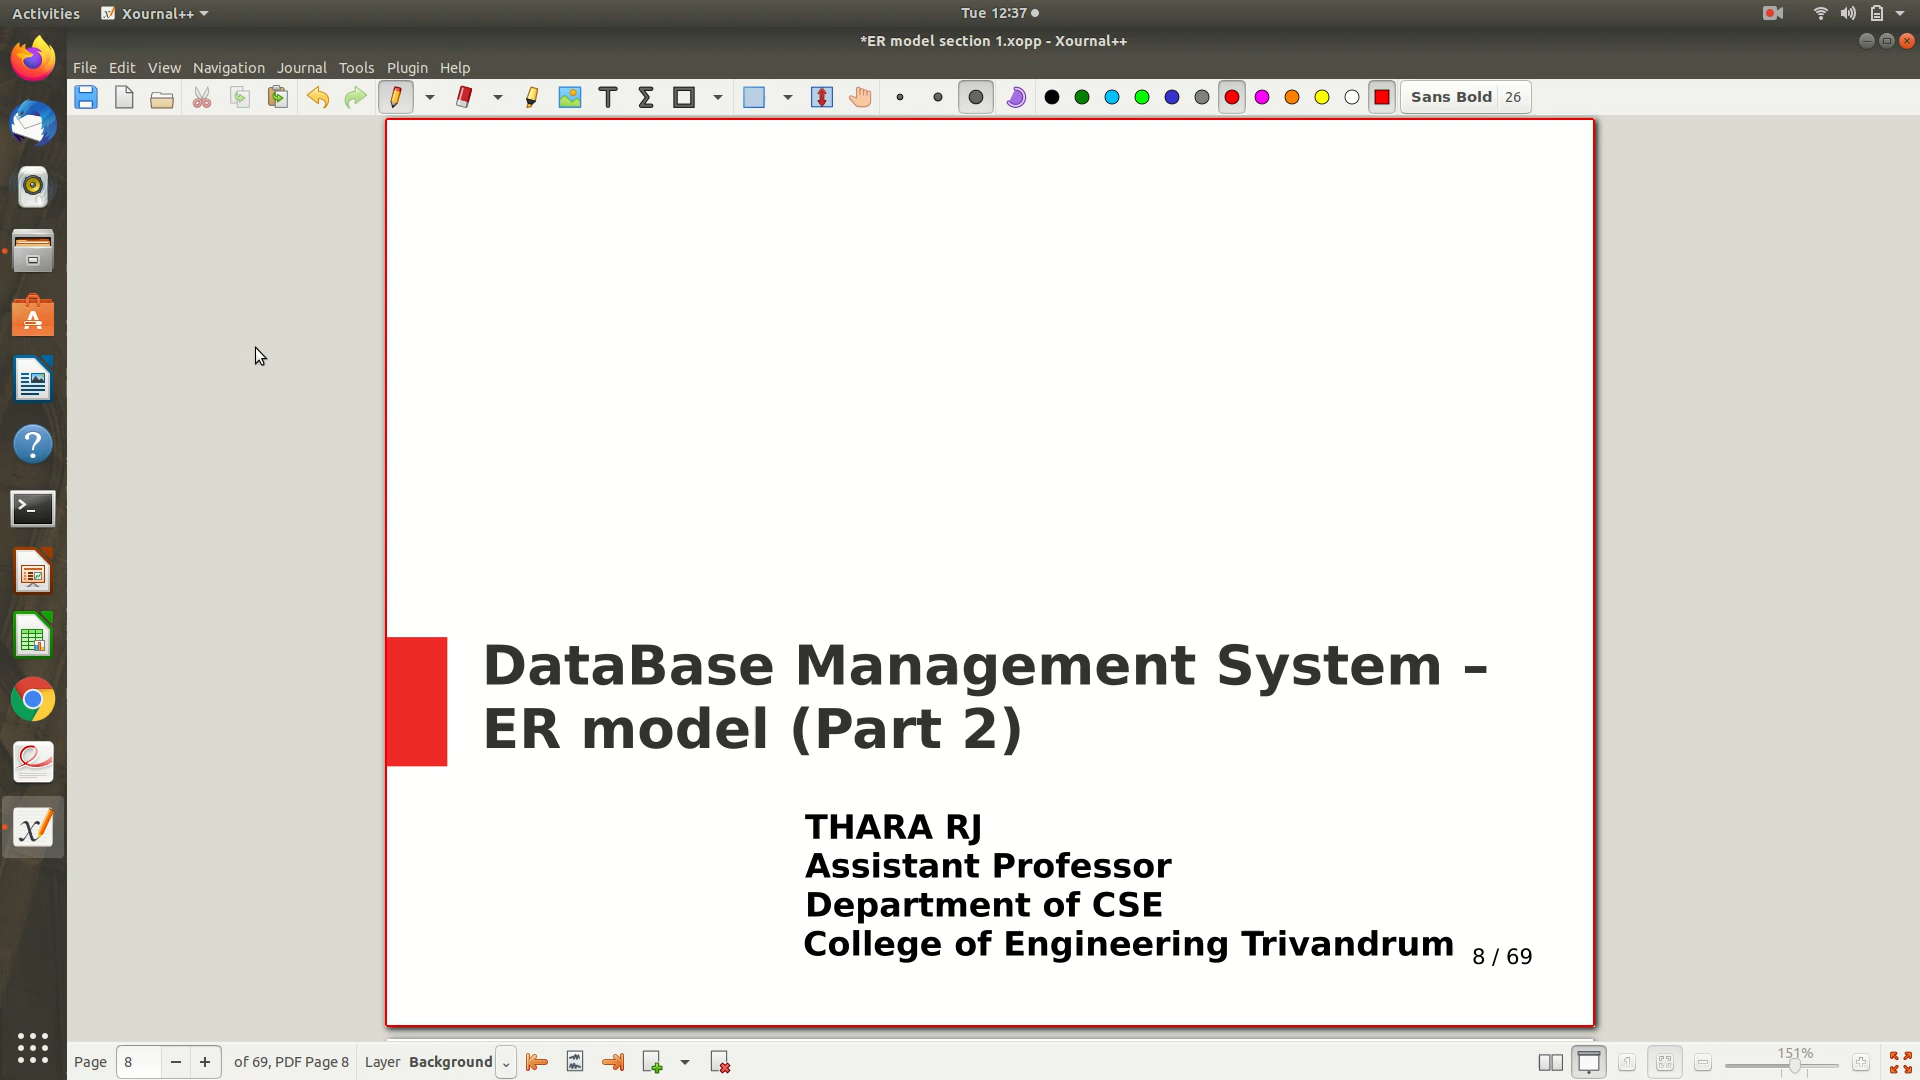 Activities Xournal++ Tue 12:37
*ER model section 1.xopp - Xournal++
File Edit View Navigation Journal Tools Plugin Help
Sans Bold 26
DataBase Management System –
ER model (Part 2)
THARA RJ
Assistant Professor
Department of CSE
College of Engineering Trivandrum
8 / 69
Page 8 of 69, PDF Page 8 Layer Background 151%